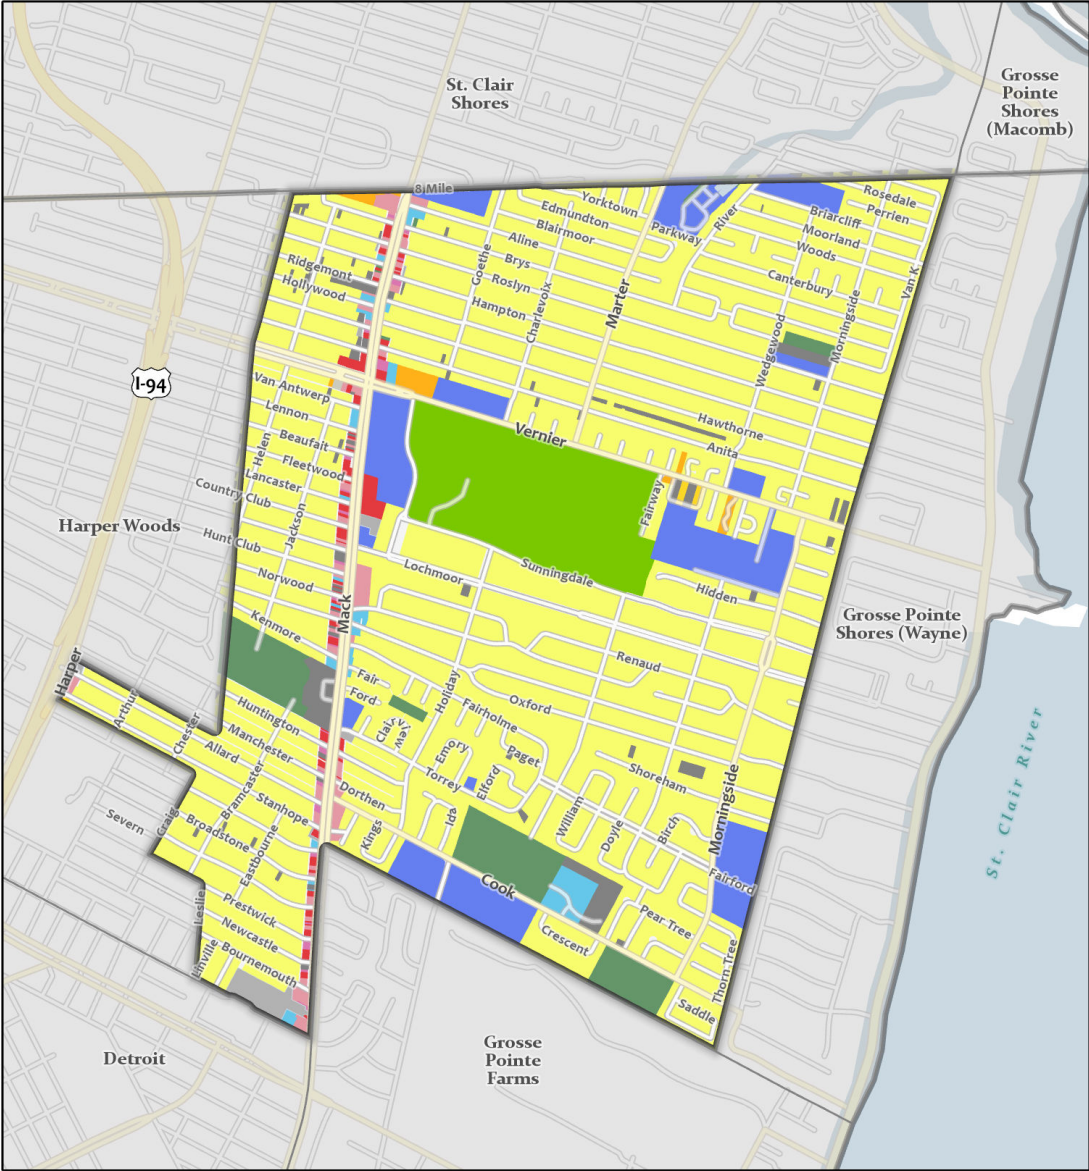 St. Clair
Shores
Grosse
Pointe
Shores
(Macomb)
8 Mile
Yorktown
Rosedale
Edmundton
Briarcliff
Perrien
Blairmoor
River
Parkway
Moorland
Allne
Woods
Goethe
Brys
Ridgemont
Roslyn
Canterbury
Van K
Hollywood
Hampton
Charlevoix
Marter
Morningside
Wedgewood
I-94
Van Antwerp
Lennon
Hawthorne
Vernier
Beaufait
Helen
Anita
Fleetwood
Lancaster
Country Club
Fairway
Jackson
Harper Woods
Hunt Club
Lochmoor
Sunningdale
Norwood
Hidden
Mack
Grosse Pointe
Shores (Wayne)
Kenmore
Renaud
Harper
Fair
Ford
Holiday
Oxford
Arthur
Huntington
Fairholme
Clair
View
Chester
Manchester
Emory
Allard
Paget
Torrey
Elford
Shoreham
St. Clair River
Bramcaster
Dorthen
Stanhope
Morningside
Severn
Craig
Ida
William
Broadstone
Kings
Doyle
Birch
Eastbourne
Fairford
Cook
Leslie
Prestwick
Pear Tree
Newcastle
Crescent
Linville
Bournemouth
Thorn Tree
Saddle
Detroit
Grosse
Pointe
Farms